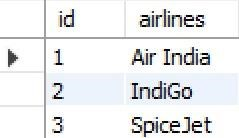 id airlines
1 Air India
2 IndiGo
3 SpiceJet